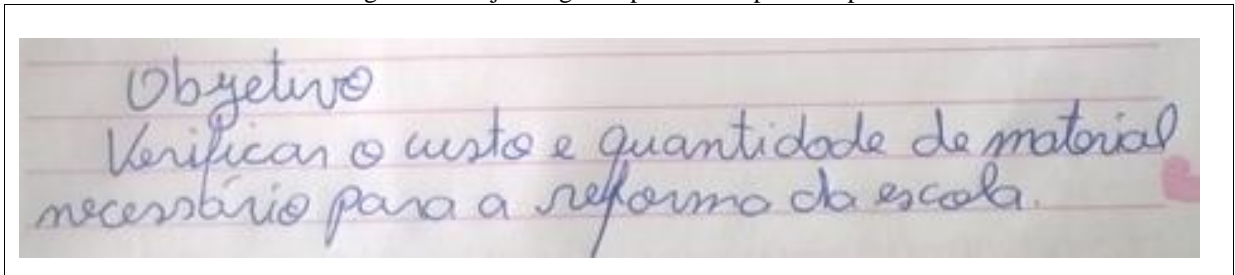 Objetivo
Verificar o custo e quantidade de material
necessário para a reforma da escola.